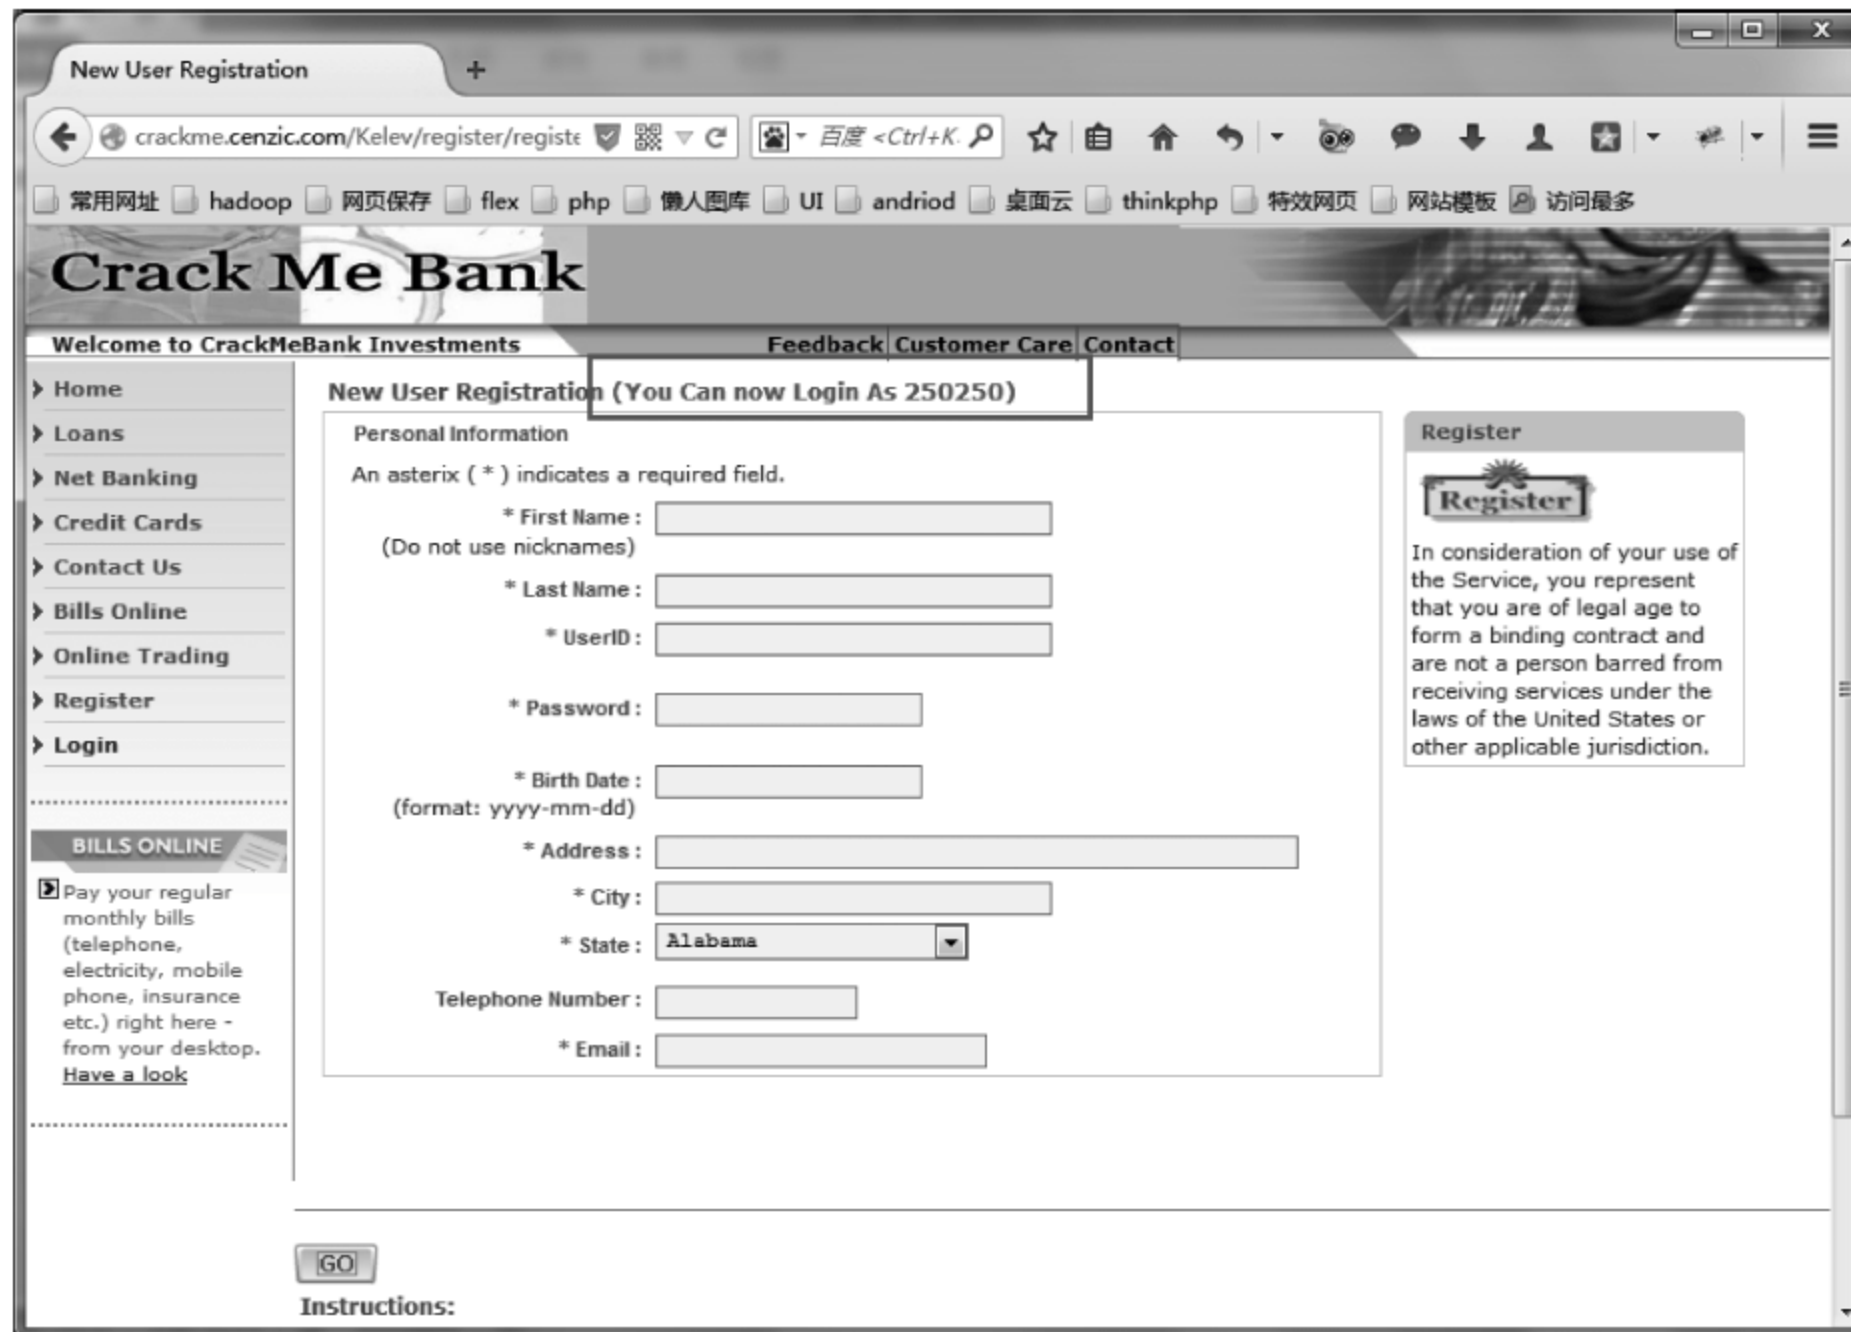 New User Registration
crackme.cenzic.com/Kelev/register/registe
百度 <Ctrl+K.
常用网址 hadoop 网页保存 flex php 懒人图库 UI andriod 桌面云 thinkphp 特效网页 网站模板 访问最多
Crack Me Bank
Welcome to CrackMeBank Investments
Feedback Customer Care Contact
Home
Loans
Net Banking
Credit Cards
Contact Us
Bills Online
Online Trading
Register
Login
BILLS ONLINE
Pay your regular
monthly bills
(telephone,
electricity, mobile
phone, insurance
etc.) right here -
from your desktop.
Have a look
New User Registration (You Can now Login As 250250)
Personal Information
An asterix ( * ) indicates a required field.
* First Name :
(Do not use nicknames)
* Last Name :
* UserID :
* Password :
* Birth Date :
(format: yyyy-mm-dd)
* Address :
* City :
* State : Alabama
Telephone Number :
* Email :
Register
Register
In consideration of your use of
the Service, you represent
that you are of legal age to
form a binding contract and
are not a person barred from
receiving services under the
laws of the United States or
other applicable jurisdiction.
GO
Instructions: